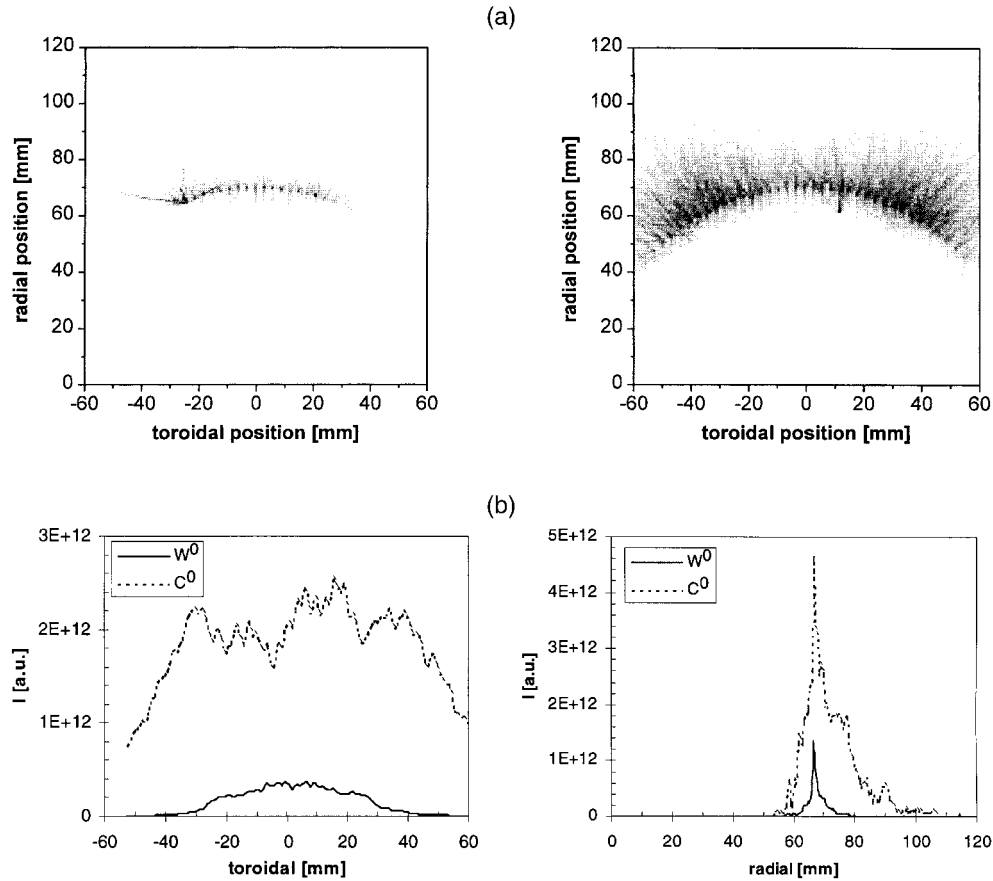 (a)
120
100
80
60
40
20
0
radial position [mm]
-60 -40 -20 0 20 40 60
toroidal position [mm]
120
100
80
60
40
20
0
radial position [mm]
-60 -40 -20 0 20 40 60
toroidal position [mm]
(b)
3E+12
2E+12
1E+12
0
I [a.u.]
W0
C0
-60 -40 -20 0 20 40 60
toroidal [mm]
5E+12
4E+12
3E+12
2E+12
1E+12
0
I [a.u.]
W0
C0
0 20 40 60 80 100 120
radial [mm]